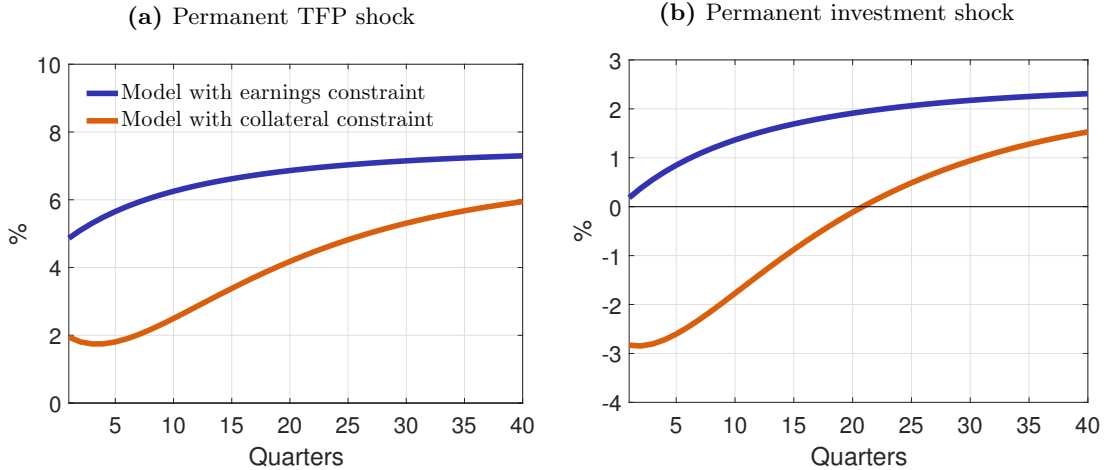 (a) Permanent TFP shock
10
8
6
4
2
0
%
Model with earnings constraint
Model with collateral constraint
5 10 15 20 25 30 35 40
Quarters
(b) Permanent investment shock
3
2
1
0
-1
-2
-3
-4
%
5 10 15 20 25 30 35 40
Quarters